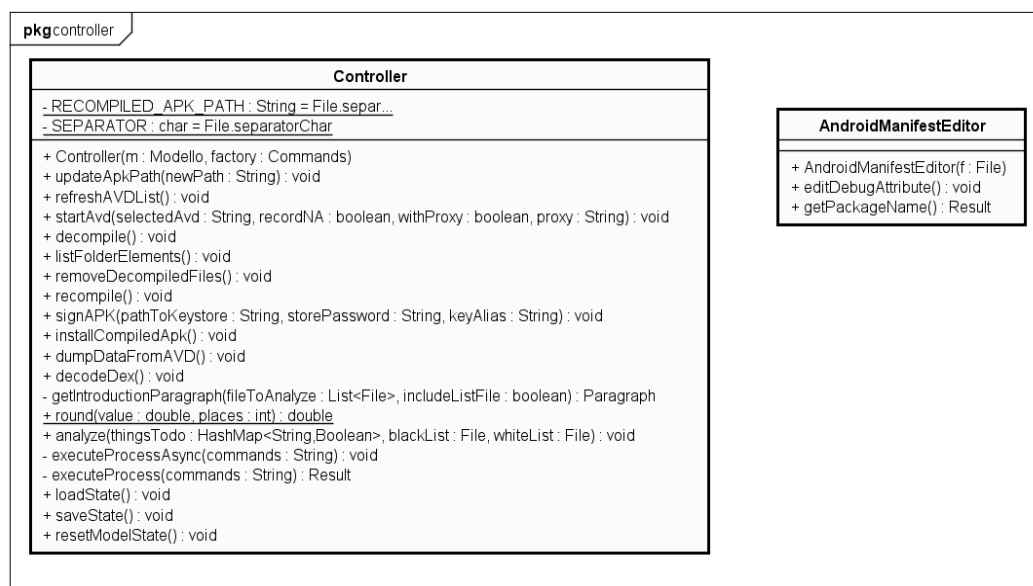 pkg controller
Controller
- RECOMPILED_APK_PATH : String = File.separ...
- SEPARATOR : char = File.separatorChar
+ Controller(m : Modello, factory : Commands)
+ updateApkPath(newPath : String) : void
+ refreshAVDList() : void
+ startAvd(selectedAvd : String, recordNA : boolean, withProxy : boolean, proxy : String) : void
+ decompile() : void
+ listFolderElements() : void
+ removeDecompiledFiles() : void
+ recompile() : void
+ signAPK(pathToKeystore : String, storePassword : String, keyAlias : String) : void
+ installCompiledApk() : void
+ dumpDataFromAVD() : void
+ decodeDex() : void
- getIntroductionParagraph(fileToAnalyze : List<File>, includeListFile : boolean) : Paragraph
+ round(value : double, places : int) : double
+ analyze(thingsTodo : HashMap<String,Boolean>, blackList : File, whiteList : File) : void
- executeProcessAsync(commands : String) : void
- executeProcess(commands : String) : Result
+ loadState() : void
+ saveState() : void
+ resetModelState() : void
AndroidManifestEditor
+ AndroidManifestEditor(f : File)
+ editDebugAttribute() : void
+ getPackageName() : Result